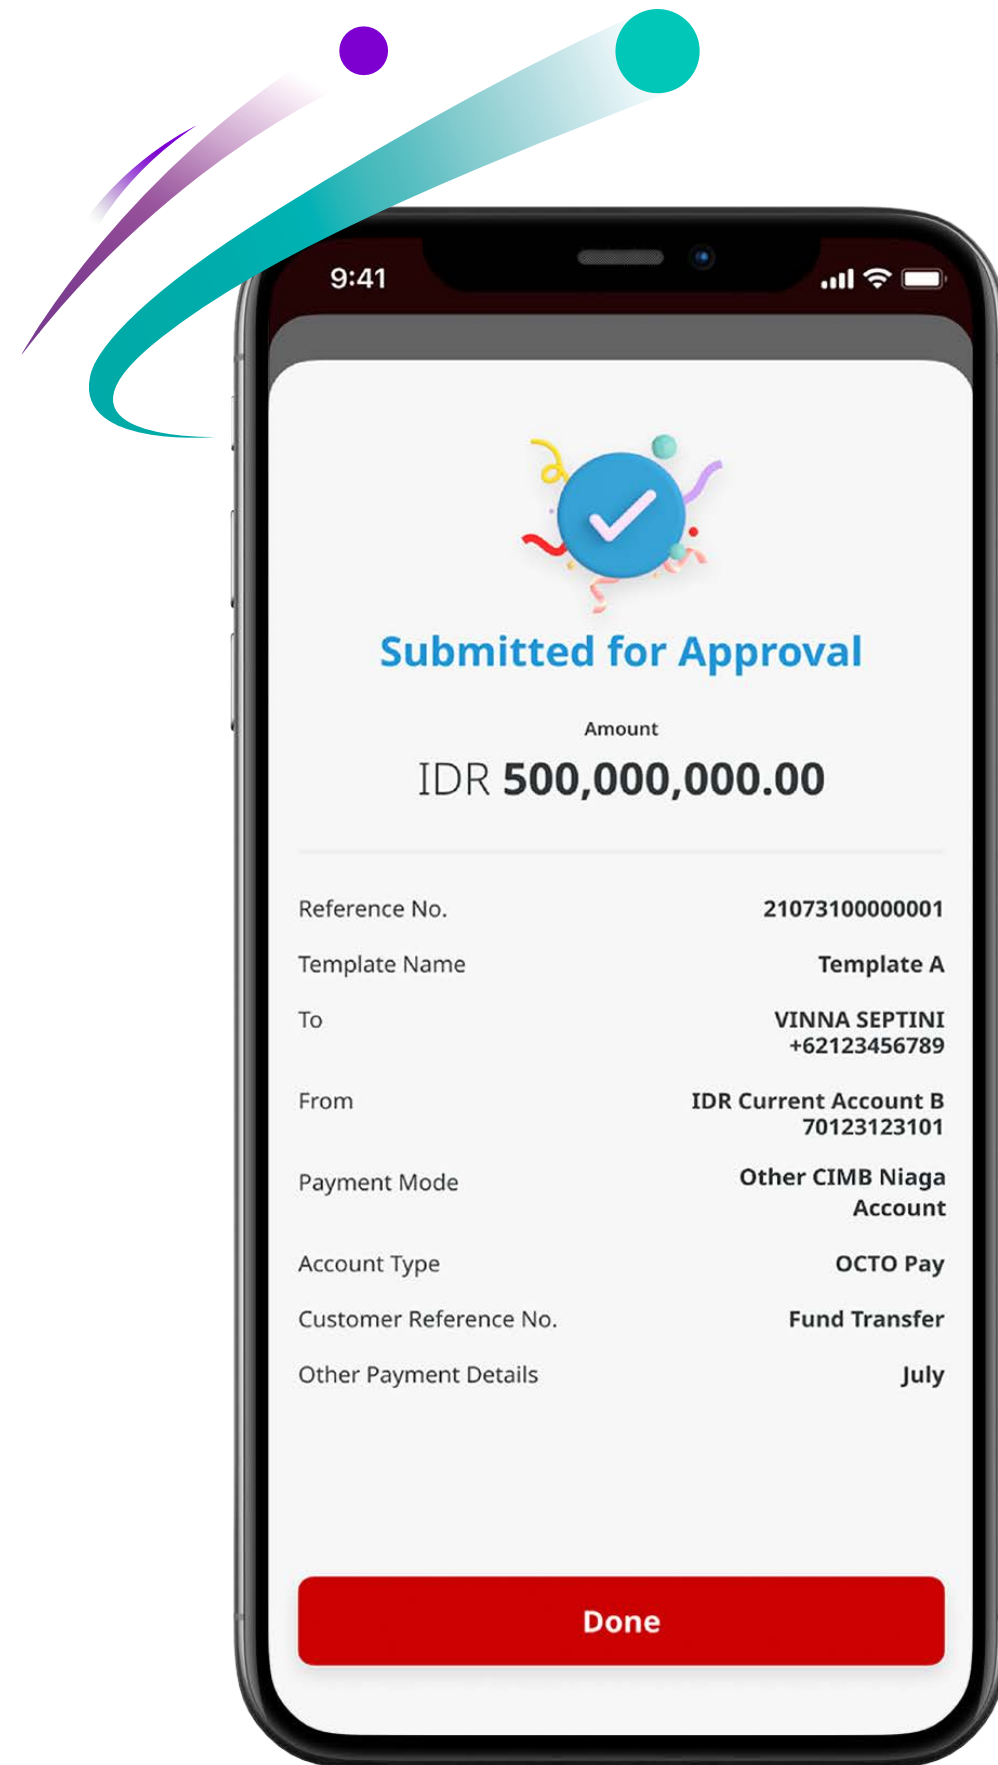 9:41
Submitted for Approval
Amount
IDR 500,000,000.00
Reference No. 21073100000001
Template Name Template A
To VINNA SEPTINI
+62123456789
From IDR Current Account B
70123123101
Payment Mode Other CIMB Niaga
Account
Account Type OCTO Pay
Customer Reference No. Fund Transfer
Other Payment Details July
Done